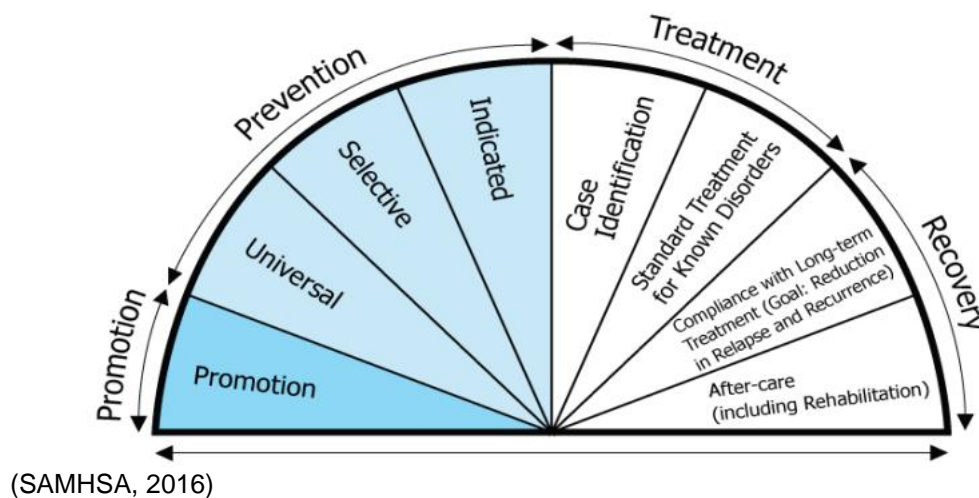 Promotion
Prevention
Treatment
Recovery
Promotion
Universal
Selective
Indicated
Case
Identification
Standard Treatment
for Known Disorders
Compliance with Long-term
Treatment (Goal: Reduction
in Relapse and Recurrence)
After-care
(including Rehabilitation)
(SAMHSA, 2016)